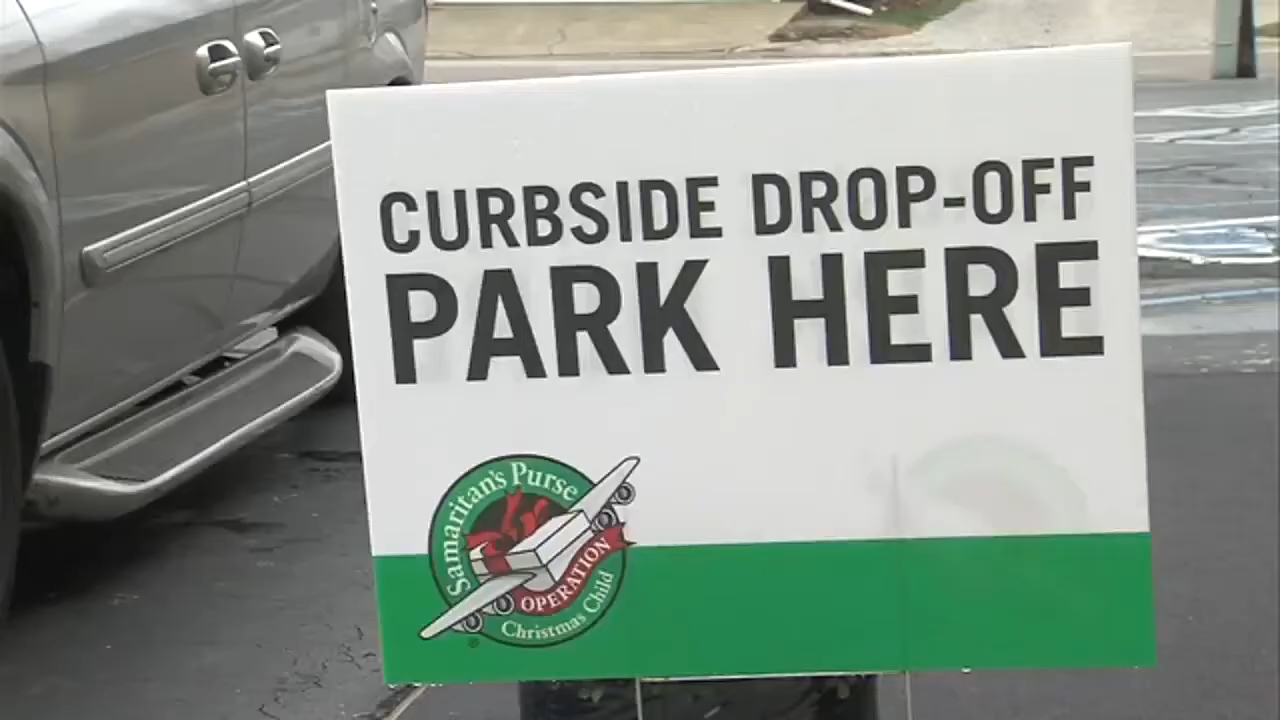 CURBSIDE DROP-OFF
PARK HERE
Samaritan's Purse
OPERATION
Christmas Child
®